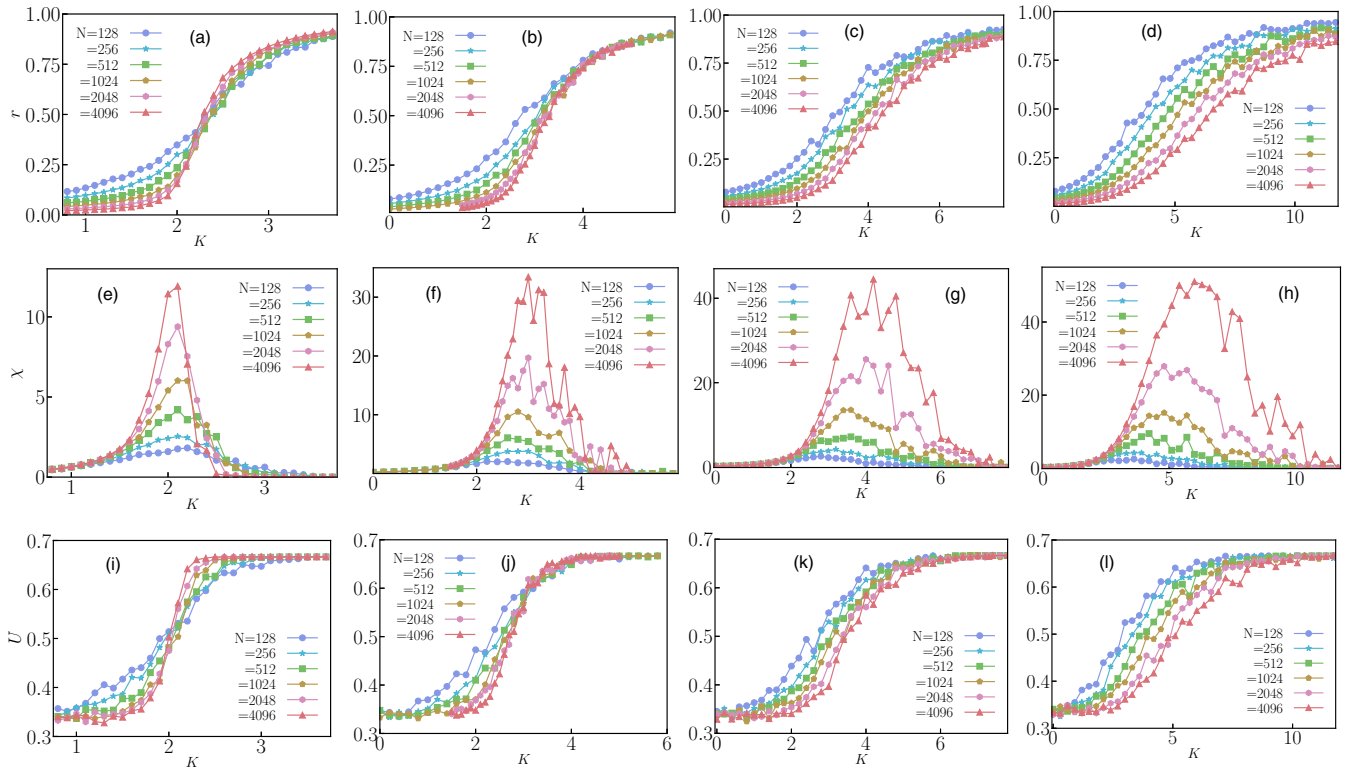 (a)
r
1.00
0.75
0.50
0.25
0.00
N=128
=256
=512
=1024
=2048
=4096
1 2 3
K
(b)
1.00
0.75
0.50
0.25
N=128
=256
=512
=1024
=2048
=4096
0 2 4
K
(c)
1.00
0.75
0.50
0.25
N=128
=256
=512
=1024
=2048
=4096
0 2 4 6
K
(d)
1.00
0.75
0.50
0.25
0.00
N=128
=256
=512
=1024
=2048
=4096
0 5 10
K
(e)
χ
10
5
0
N=128
=256
=512
=1024
=2048
=4096
1 2 3
K
(f)
30
20
10
N=128
=256
=512
=1024
=2048
=4096
0 2 4
K
(g)
40
20
0
N=128
=256
=512
=1024
=2048
=4096
0 2 4 6
K
(h)
40
20
0
N=128
=256
=512
=1024
=2048
=4096
0 5 10
K
(i)
U
0.7
0.6
0.5
0.4
0.3
N=128
=256
=512
=1024
=2048
=4096
1 2 3
K
(j)
0.7
0.6
0.5
0.4
0.3
N=128
=256
=512
=1024
=2048
=4096
0 2 4 6
K
(k)
0.7
0.6
0.5
0.4
0.3
N=128
=256
=512
=1024
=2048
=4096
0 2 4 6
K
(l)
0.7
0.6
0.5
0.4
0.3
N=128
=256
=512
=1024
=2048
=4096
0 5 10
K